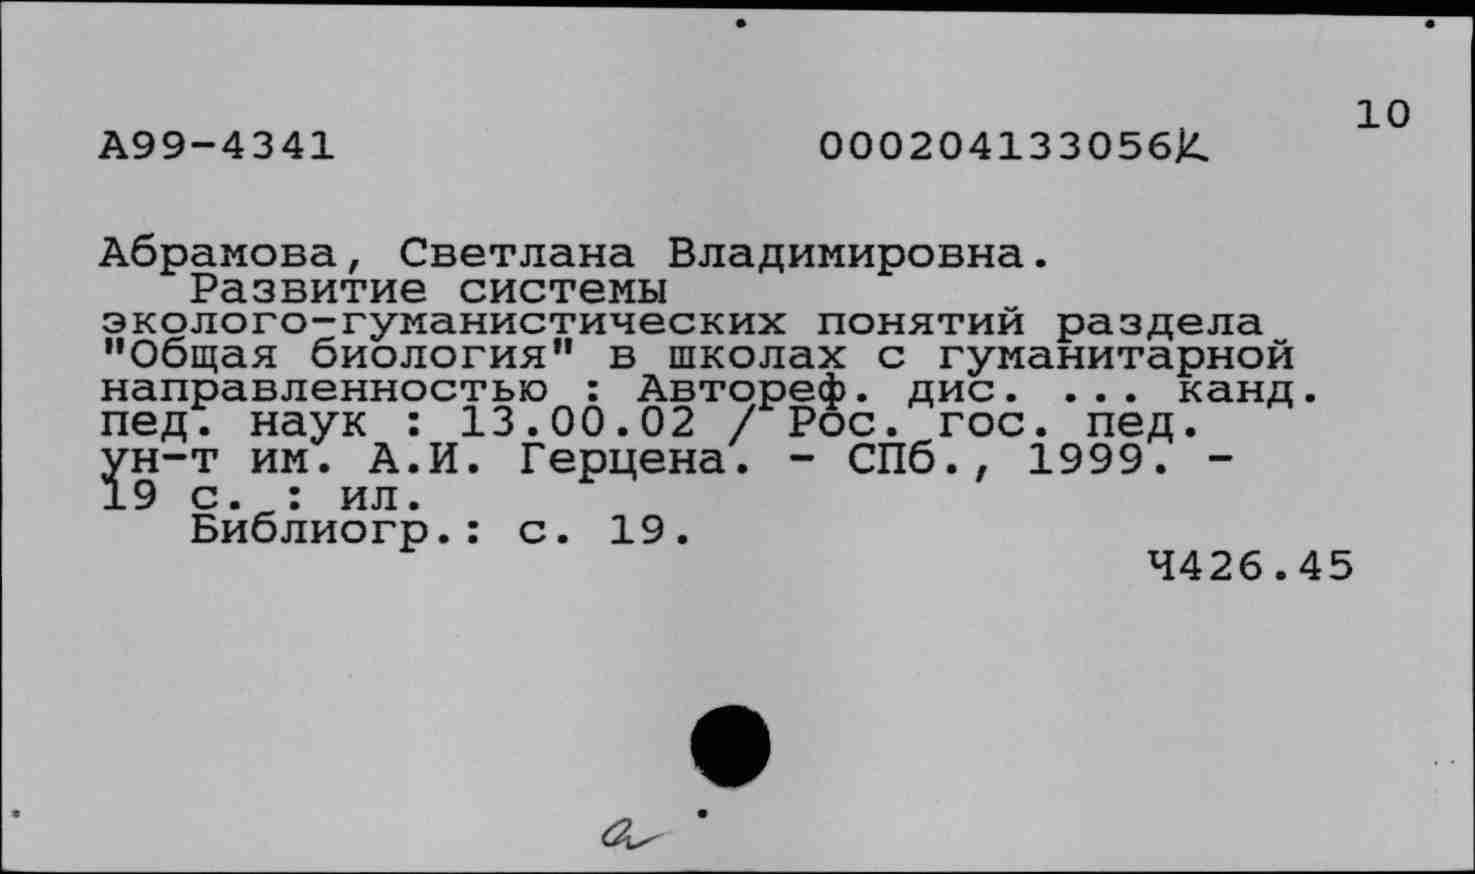 10
А99-4341 000204133056К
Абрамова, Светлана Владимировна.
Развитие системы
эколого-гуманистических понятий раздела
"Общая биология" в школах с гуманитарной
направленностью : Автореф. дис. ... канд.
пед. наук : 13.00.02 / Рос. гос. пед.
ун-т им. А.И. Герцена. - СПб., 1999. -
19 с. : ил.
Библиогр.: с. 19.
Ч426.45